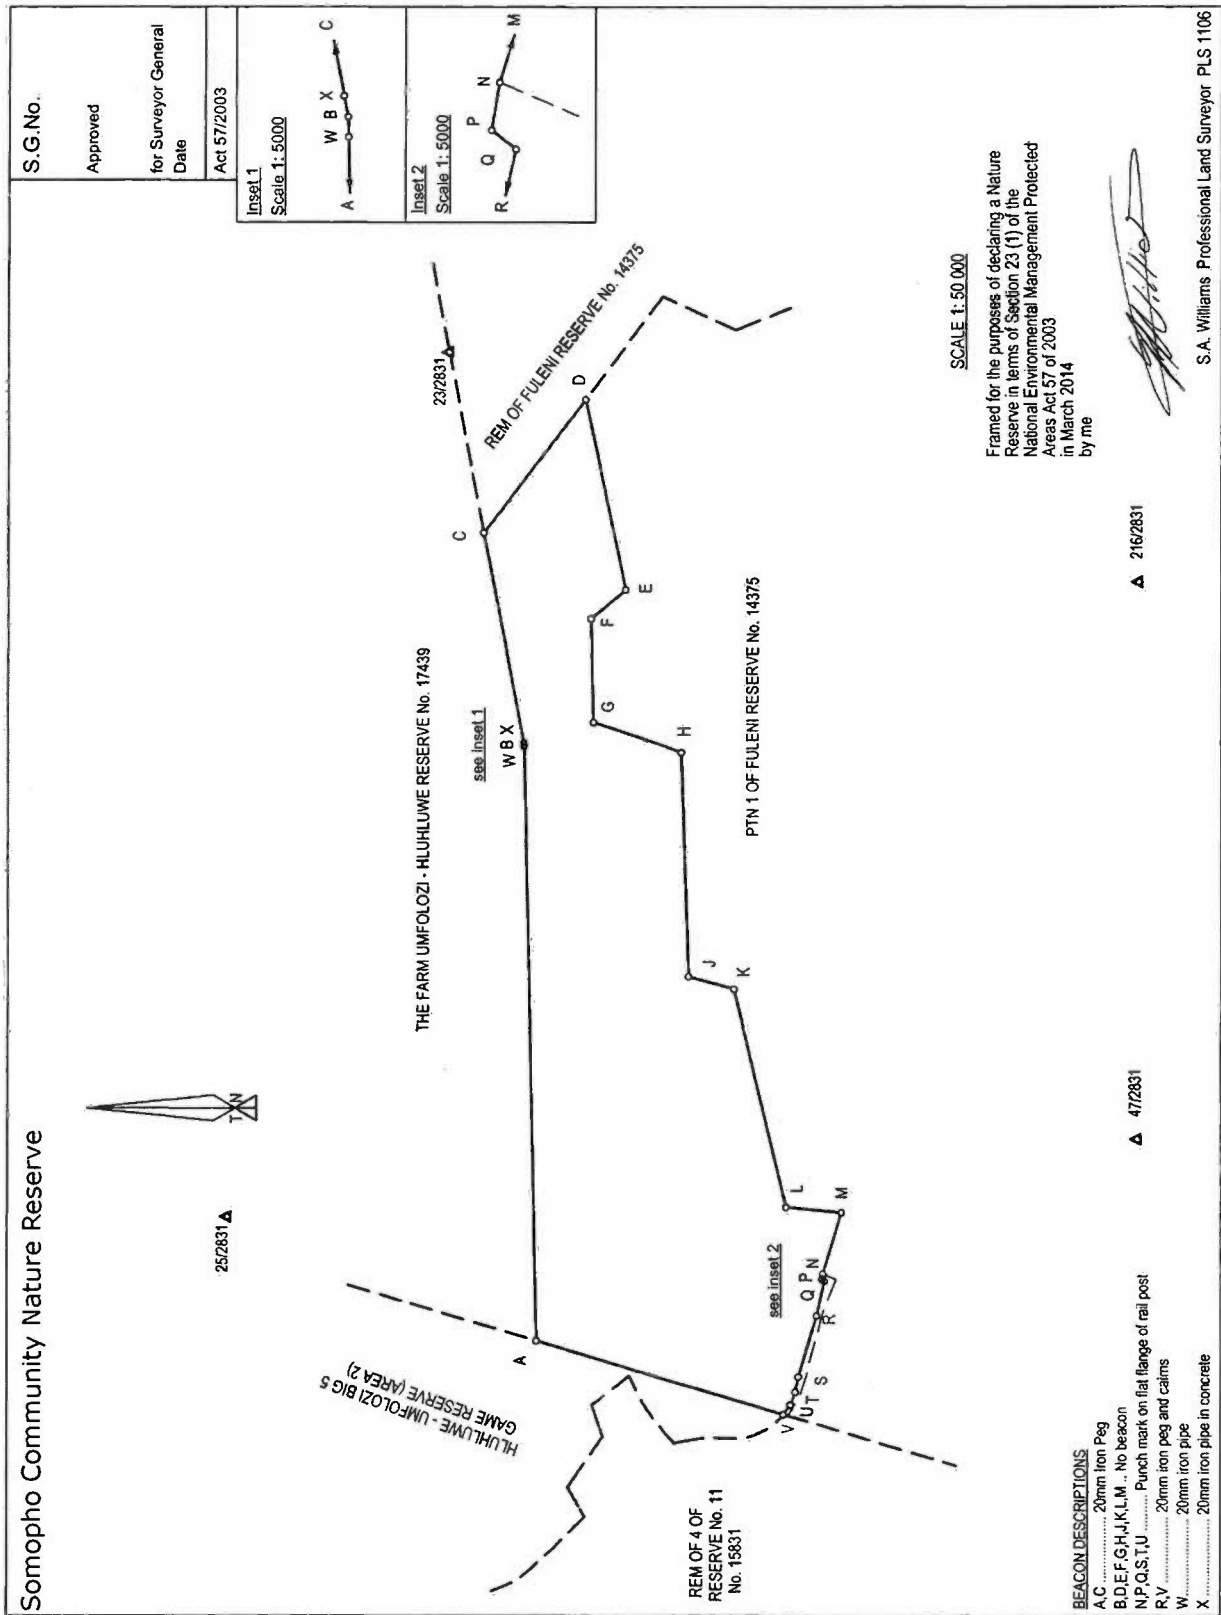 Somopho Community Nature Reserve
S.G.No.
Approved
for Surveyor General
Date
Act 57/2003
Inset 1
Scale 1: 5000
A
W B X
C
Inset 2
Scale 1: 5000
R
Q
P
N
M
25/2831
T N
23/2831
THE FARM UMFOLOZI - HLUHLUWE RESERVE No. 17439
REM OF FULENI RESERVE No. 14375
see inset 1
W B X
C
D
E
F
G
H
J
K
L
M
A
HLUHLUWE - UMFOLOZI BIG 5
GAME RESERVE (AREA 2)
PTN 1 OF FULENI RESERVE No. 14375
see inset 2
Q P N
R
S
T
U
V
REM OF 4 OF
RESERVE No. 11
No. 15831
47/2831
216/2831
SCALE 1: 50 000
Framed for the purposes of declaring a Nature
Reserve in terms of Section 23 (1) of the
National Environmental Management Protected
Areas Act 57 of 2003
in March 2014
by me
S.A. Williams Professional Land Surveyor PLS 1106
BEACON DESCRIPTIONS
A,C .............. 20mm Iron Peg
B,D,E,F,G,H,J,K,L,M .. No beacon
N,P,Q,S,T,U ......... Punch mark on flat flange of rail post
R,V .............. 20mm iron peg and cairns
W .............. 20mm iron pipe
X .............. 20mm iron pipe in concrete